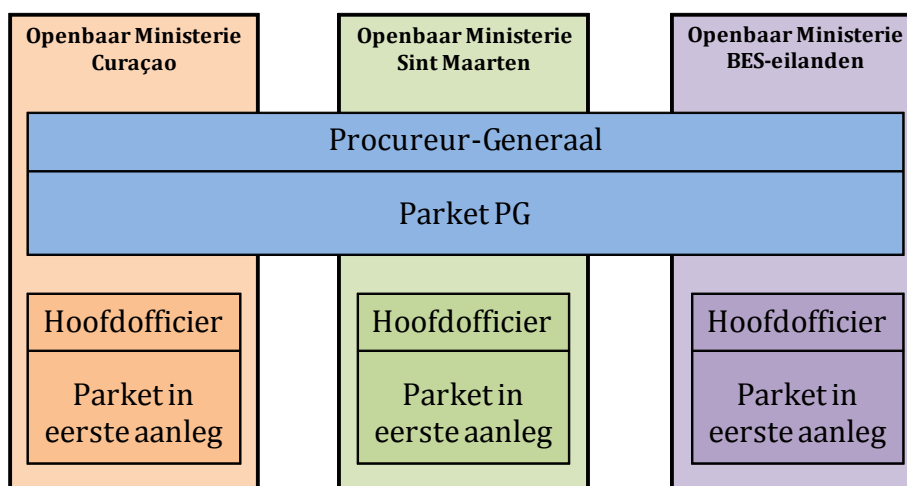 Openbaar Ministerie
Curaçao
Openbaar Ministerie
Sint Maarten
Openbaar Ministerie
BES-eilanden
Procureur-Generaal
Parket PG
Hoofdofficier
Parket in
eerste aanleg
Hoofdofficier
Parket in
eerste aanleg
Hoofdofficier
Parket in
eerste aanleg